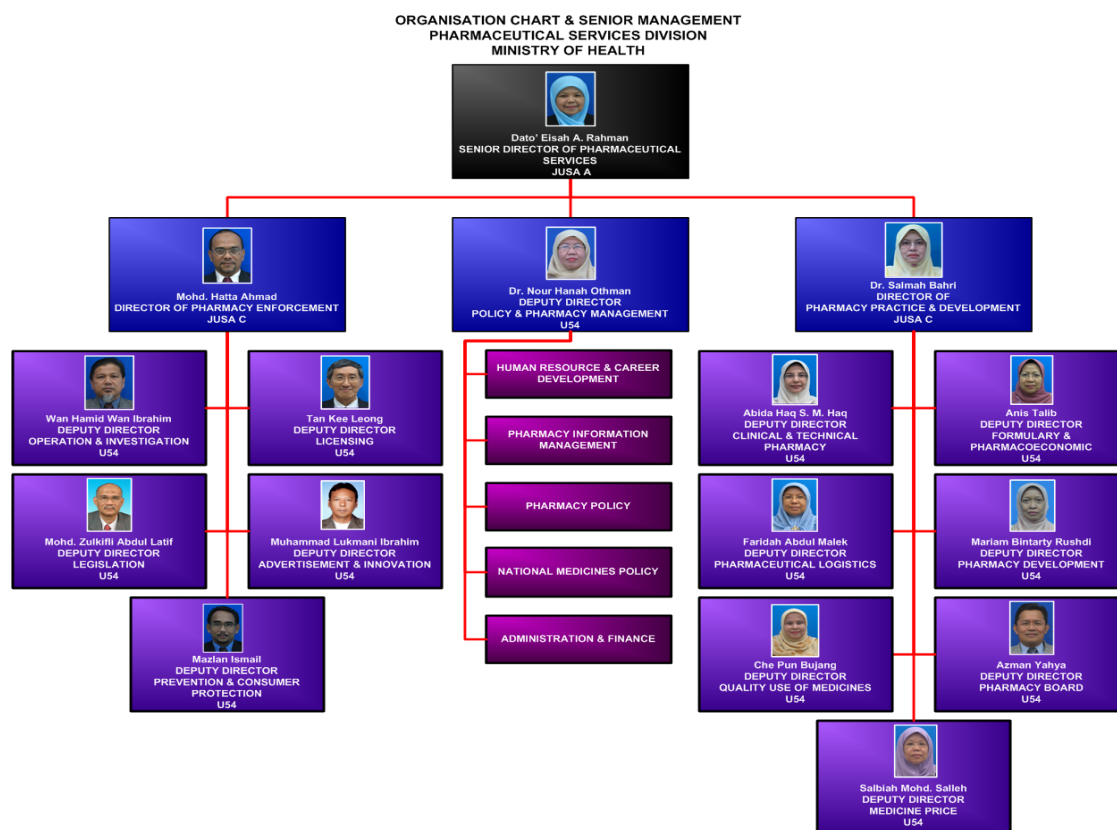 ORGANISATION CHART & SENIOR MANAGEMENT
PHARMACEUTICAL SERVICES DIVISION
MINISTRY OF HEALTH
Dato' Eisah A. Rahman
SENIOR DIRECTOR OF PHARMACEUTICAL
SERVICES
JUSA A
Mohd. Hatta Ahmad
DIRECTOR OF PHARMACY ENFORCEMENT
JUSA C
Dr. Nour Hanah Othman
DEPUTY DIRECTOR
POLICY & PHARMACY MANAGEMENT
U54
Dr. Salmah Bahri
DIRECTOR OF
PHARMACY PRACTICE & DEVELOPMENT
JUSA C
Wan Hamid Wan Ibrahim
DEPUTY DIRECTOR
OPERATION & INVESTIGATION
U54
Tan Kee Leong
DEPUTY DIRECTOR
LICENSING
U54
Mohd. Zulkifli Abdul Latif
DEPUTY DIRECTOR
LEGISLATION
U54
Muhammad Lukmani Ibrahim
DEPUTY DIRECTOR
ADVERTISEMENT & INNOVATION
U54
Mazlan Ismail
DEPUTY DIRECTOR
PREVENTION & CONSUMER
PROTECTION
U54
HUMAN RESOURCE & CAREER
DEVELOPMENT
PHARMACY INFORMATION
MANAGEMENT
PHARMACY POLICY
NATIONAL MEDICINES POLICY
ADMINISTRATION & FINANCE
Abida Haq S. M. Haq
DEPUTY DIRECTOR
CLINICAL & TECHNICAL
PHARMACY
U54
Anis Talib
DEPUTY DIRECTOR
FORMULARY &
PHARMACOECONOMIC
U54
Faridah Abdul Malek
DEPUTY DIRECTOR
PHARMACEUTICAL LOGISTICS
U54
Mariam Bintarty Rushdi
DEPUTY DIRECTOR
PHARMACY DEVELOPMENT
U54
Che Pun Bujang
DEPUTY DIRECTOR
QUALITY USE OF MEDICINES
U54
Azman Yahya
DEPUTY DIRECTOR
PHARMACY BOARD
U54
Salbiah Mohd. Salleh
DEPUTY DIRECTOR
MEDICINE PRICE
U54